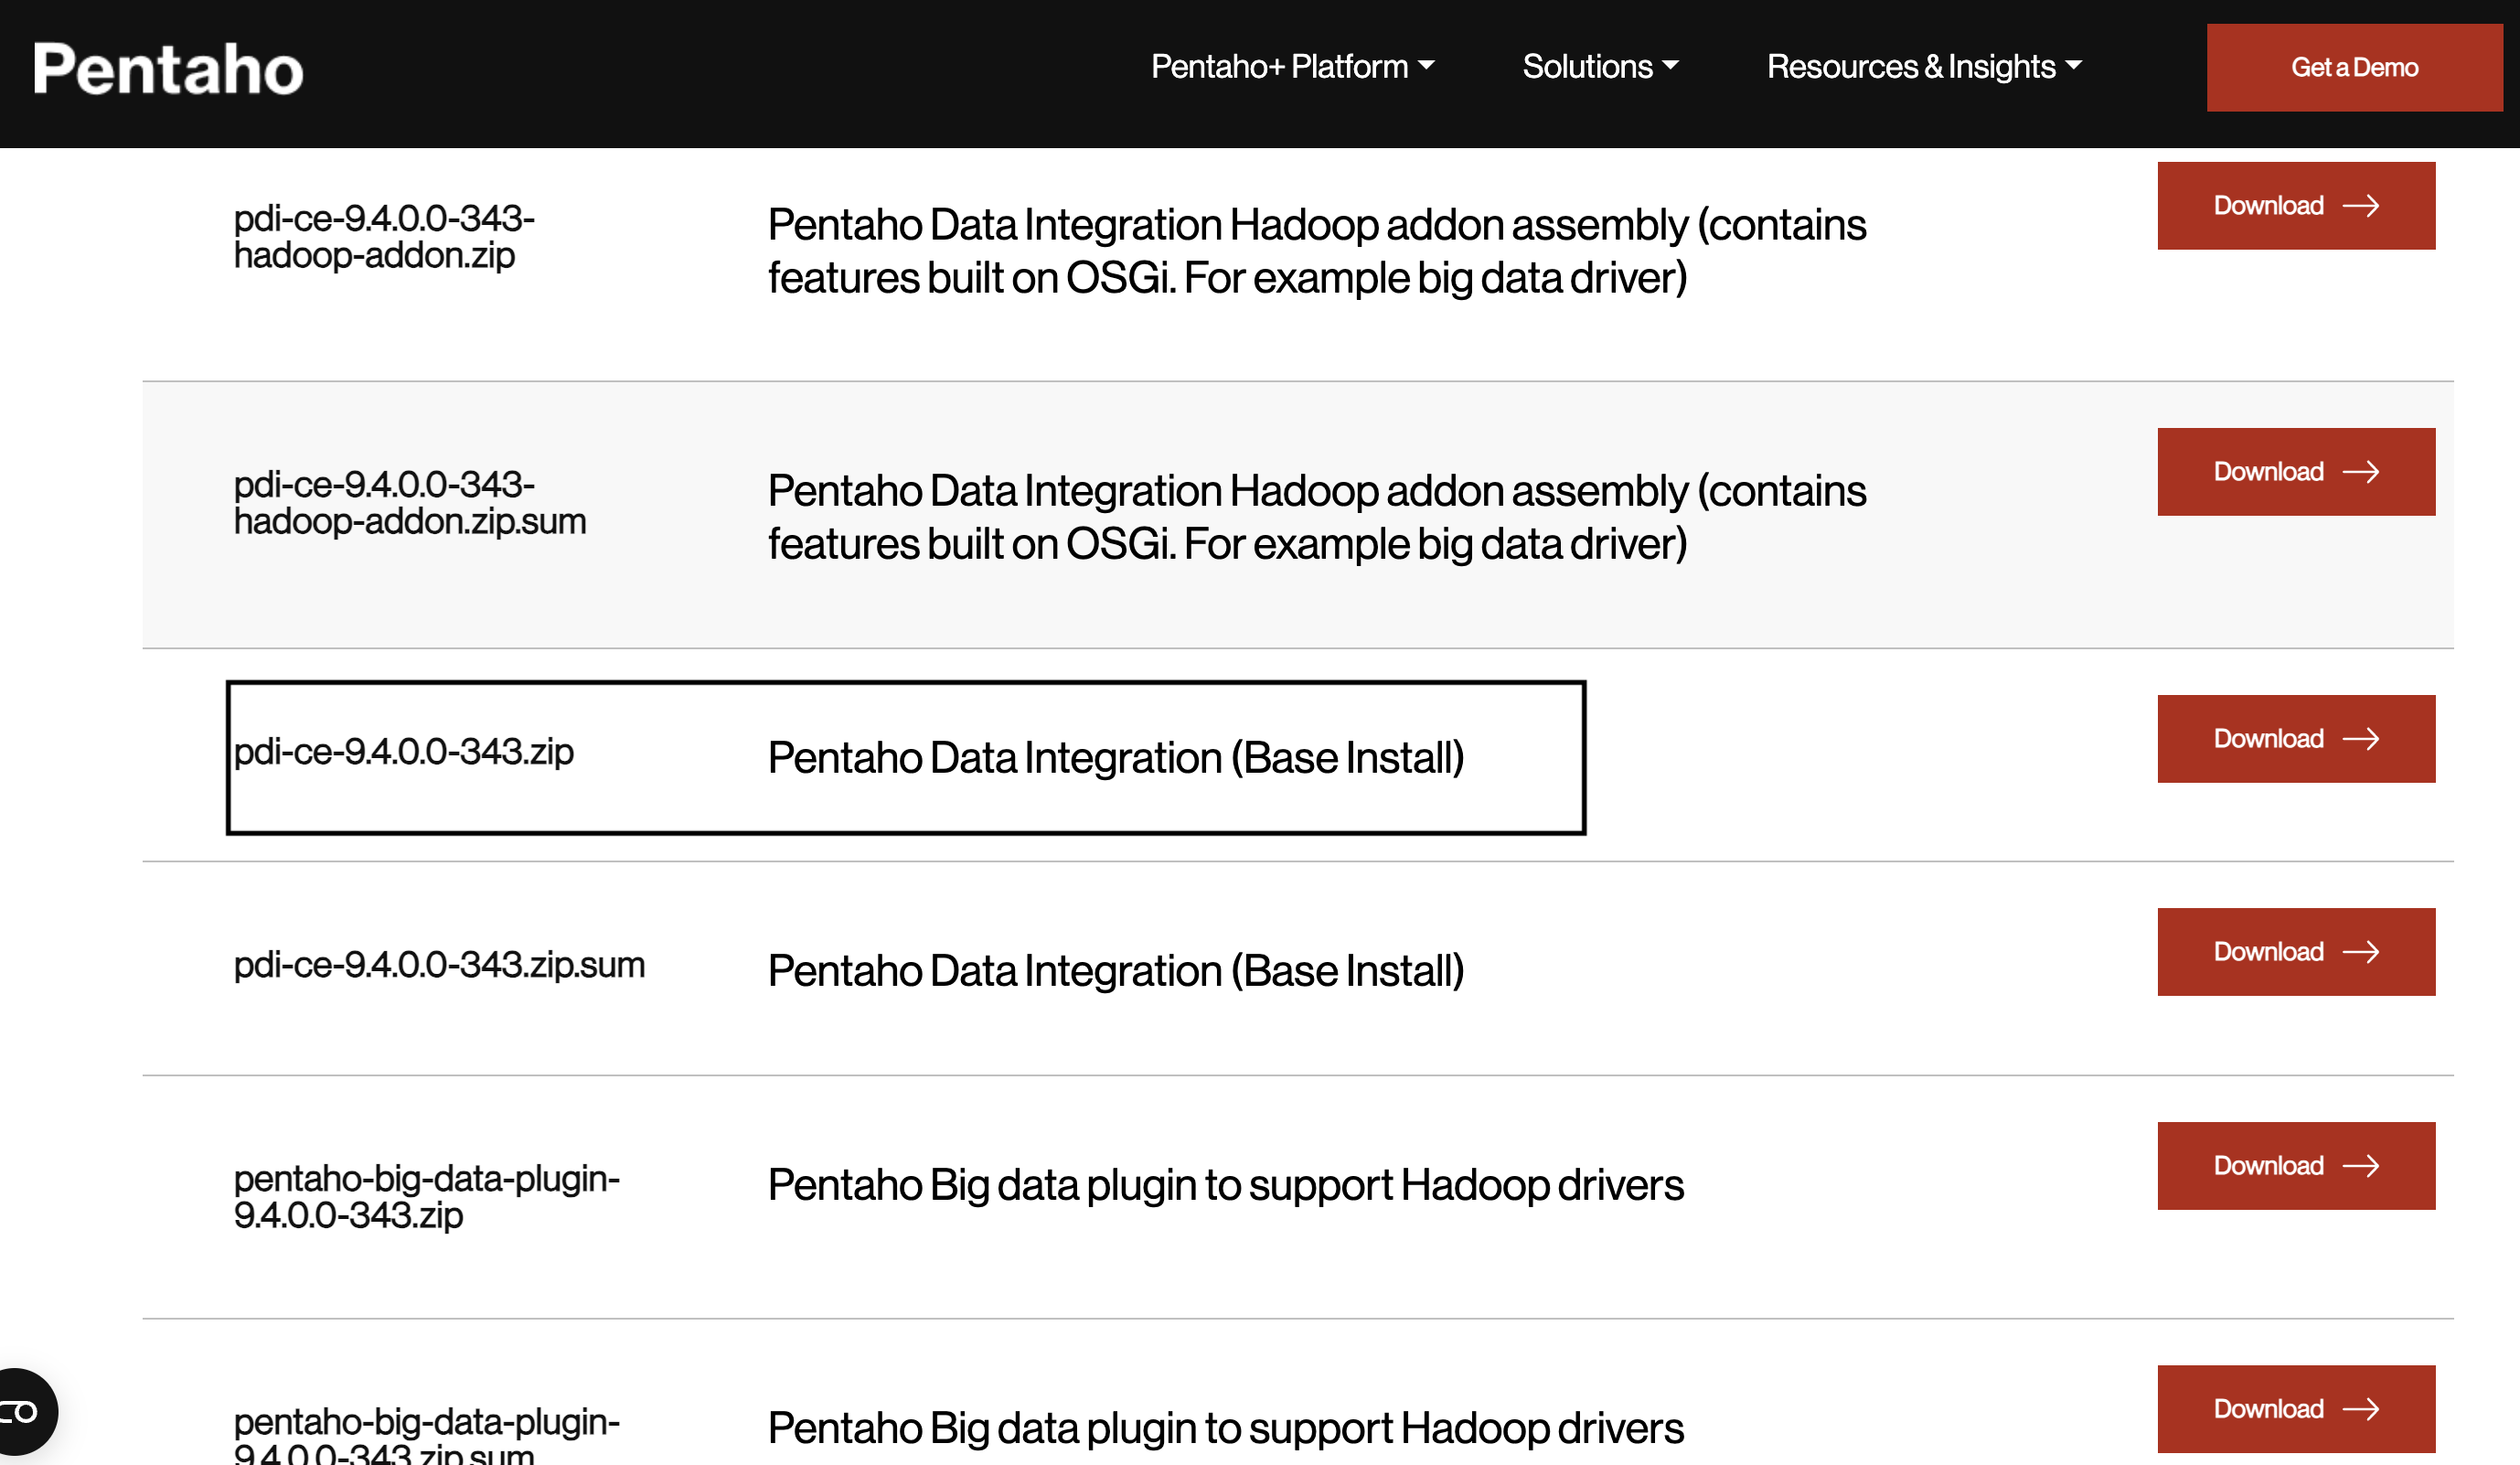 Pentaho
Pentaho+ Platform
Solutions
Resources & Insights
Get a Demo
pdi-ce-9.4.0.0-343-
hadoop-addon.zip
Pentaho Data Integration Hadoop addon assembly (contains
features built on OSGi. For example big data driver)
Download
pdi-ce-9.4.0.0-343-
hadoop-addon.zip.sum
Pentaho Data Integration Hadoop addon assembly (contains
features built on OSGi. For example big data driver)
Download
pdi-ce-9.4.0.0-343.zip
Pentaho Data Integration (Base Install)
Download
pdi-ce-9.4.0.0-343.zip.sum
Pentaho Data Integration (Base Install)
Download
pentaho-big-data-plugin-
9.4.0.0-343.zip
Pentaho Big data plugin to support Hadoop drivers
Download
pentaho-big-data-plugin-
9.4.0.0-343.zip.sum
Pentaho Big data plugin to support Hadoop drivers
Download